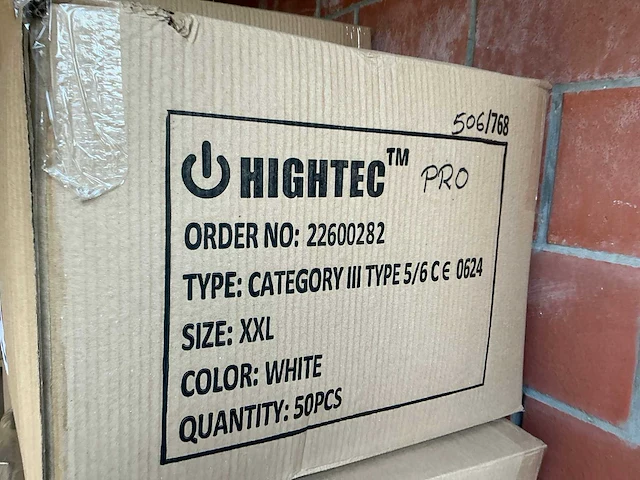 506/768
HIGHTEC™ PRO
ORDER NO: 22600282
TYPE: CATEGORY III TYPE 5/6 C€ 0624
SIZE: XXL
COLOR: WHITE
QUANTITY: 50PCS